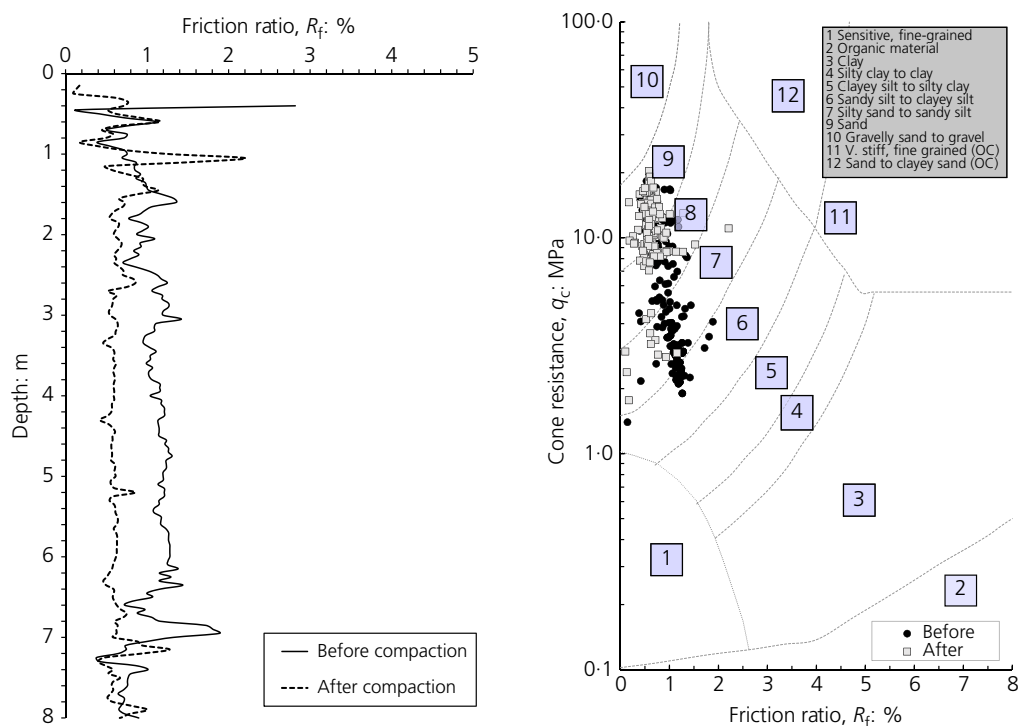 Friction ratio, Rf: %
0 1 2 3 4 5
0
1
2
3
4
5
6
7
8
Depth: m
Before compaction
After compaction
100·0
10·0
1·0
0·1
Cone resistance, qc: MPa
1 Sensitive, fine-grained
2 Organic material
3 Clay
4 Silty clay to clay
5 Clayey silt to silty clay
6 Sandy silt to clayey silt
7 Silty sand to sandy silt
9 Sand
10 Gravelly sand to gravel
11 V. stiff, fine grained (OC)
12 Sand to clayey sand (OC)
10
12
9
8
11
7
6
5
4
3
1
2
Before
After
0 1 2 3 4 5 6 7 8
Friction ratio, Rf: %